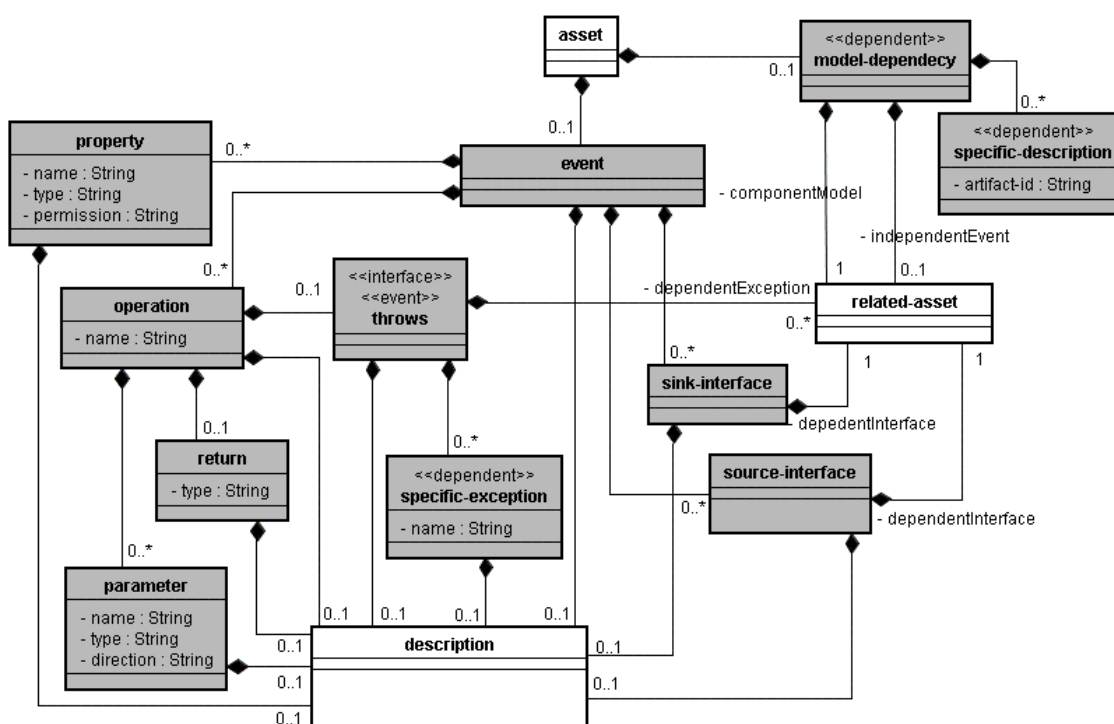 asset
<<dependent>>
model-dependecy
0..1
0..1
0..*
<<dependent>>
specific-description
- artifact-id : String
property
- name : String
- type : String
- permission : String
0..*
event
- componentModel
- independentEvent
0..*
<<interface>>
<<event>>
throws
0..1
- dependentException
1
0..1
related-asset
0..*
operation
- name : String
0..*
sink-interface
1
1
- depedentInterface
0..1
return
- type : String
0..*
<<dependent>>
specific-exception
- name : String
source-interface
0..*
- dependentInterface
0..*
parameter
- name : String
- type : String
- direction : String
0..1
0..1
0..1
0..1
description
0..1
0..1
0..1
0..1
0..1